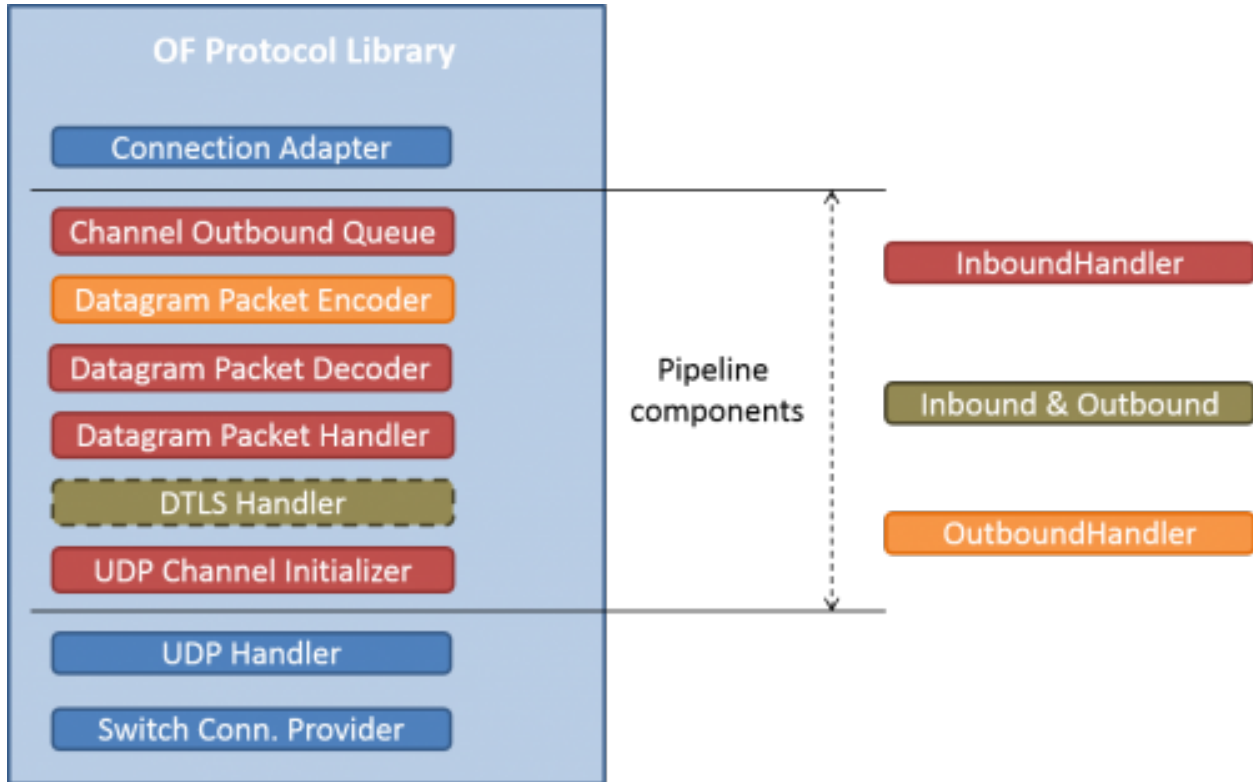 OF Protocol Library
Connection Adapter
Channel Outbound Queue
Datagram Packet Encoder
Datagram Packet Decoder
Datagram Packet Handler
DTLS Handler
UDP Channel Initializer
UDP Handler
Switch Conn. Provider
Pipeline
components
InboundHandler
Inbound & Outbound
OutboundHandler